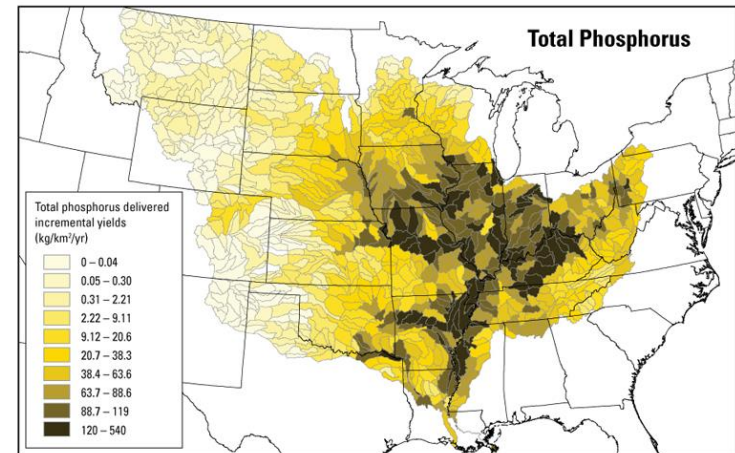 Total Phosphorus
Total phosphorus delivered
incremental yields
(kg/km²/yr)
0 – 0.04
0.05 – 0.30
0.31 – 2.21
2.22 – 9.11
9.12 – 20.6
20.7 – 38.3
38.4 – 63.6
63.7 – 88.6
88.7 – 119
120 – 540